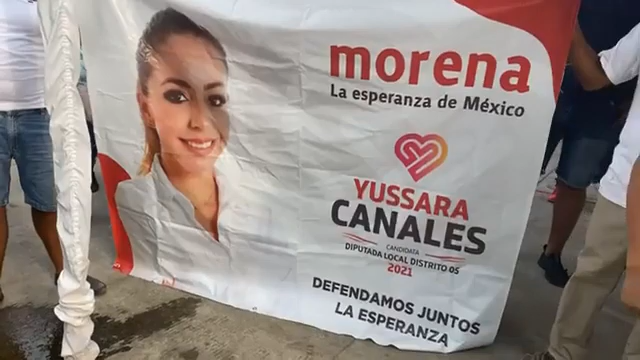 morena
La esperanza de México
YUSSARA
CANALES
CANDIDATA
DIPUTADA LOCAL DISTRITO 05
2021
DEFENDAMOS JUNTOS
LA ESPERANZA